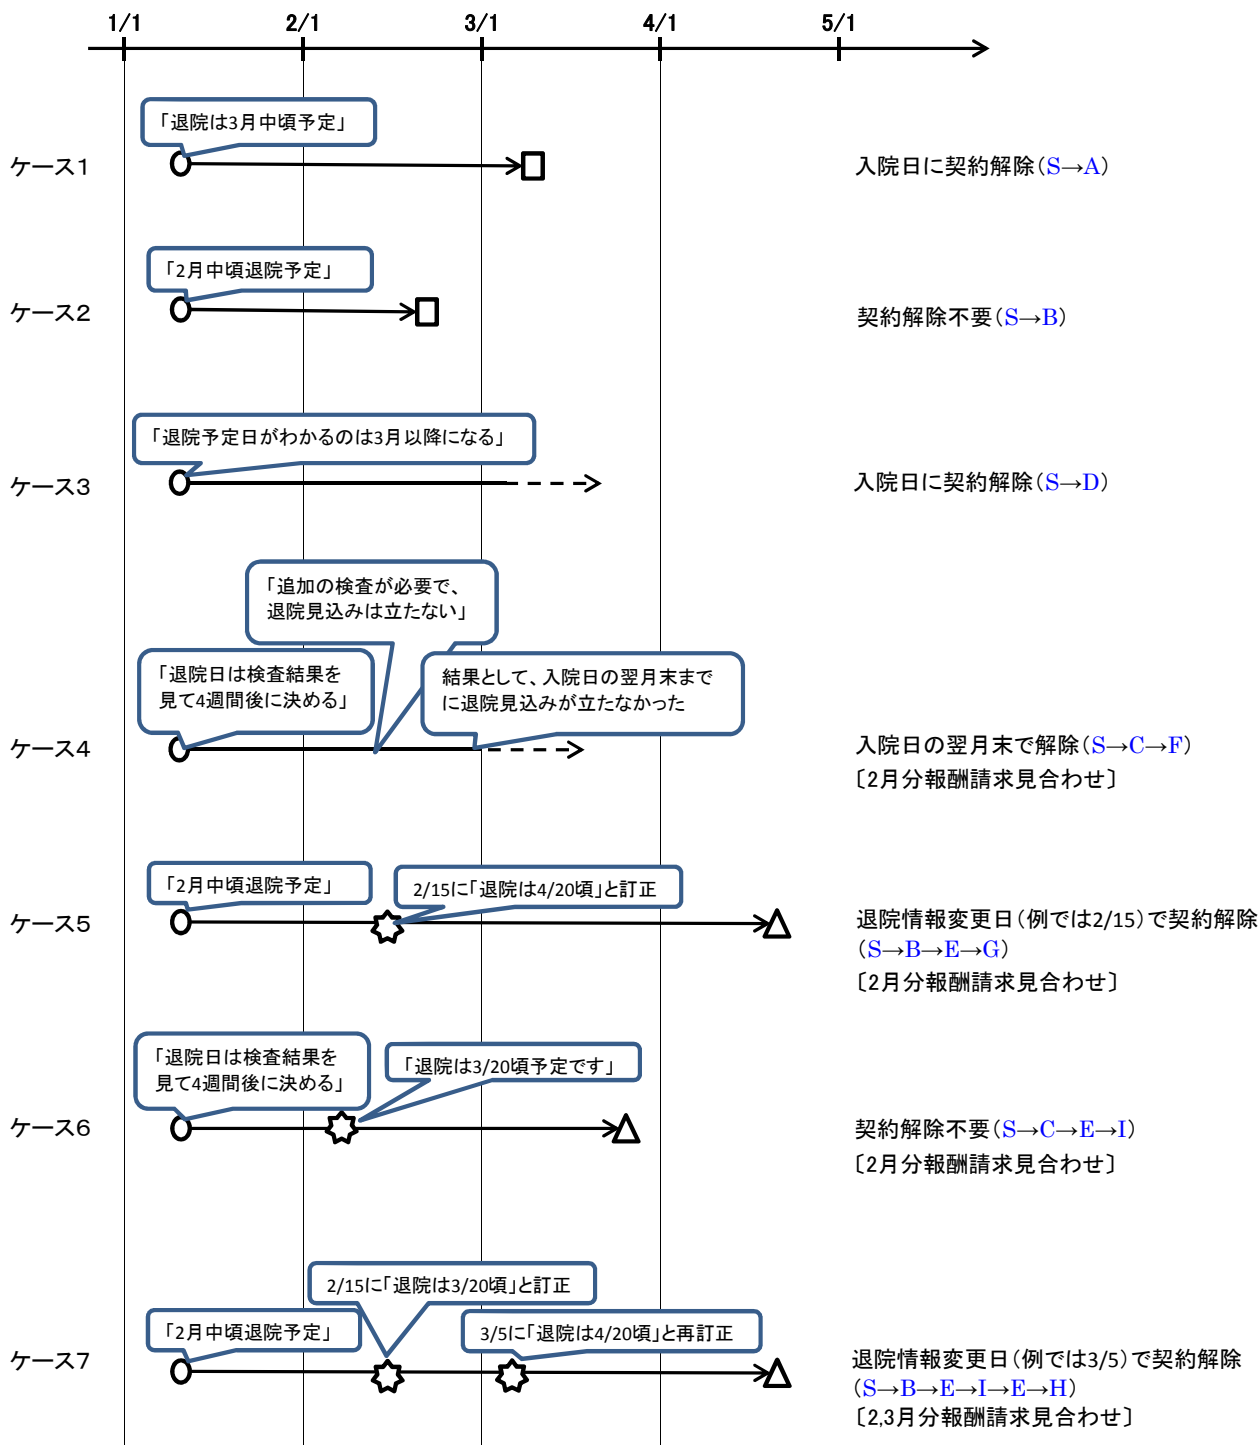 1/1 2/1 3/1 4/1 5/1
「退院は3月中頃予定」
ケース1
入院日に契約解除（S→A）
「2月中頃退院予定」
ケース2
契約解除不要（S→B）
「退院予定日がわかるのは3月以降になる」
ケース3
入院日に契約解除（S→D）
「追加の検査が必要で、
退院見込みは立たない」
「退院日は検査結果を
見て4週間後に決める」
結果として、入院日の翌月末まで
に退院見込みが立たなかった
ケース4
入院日の翌月末で解除（S→C→F）
〔2月分報酬請求見合わせ〕
「2月中頃退院予定」
2/15に「退院は4/20頃」と訂正
ケース5
退院情報変更日（例では2/15）で契約解除
（S→B→E→G）
〔2月分報酬請求見合わせ〕
「退院日は検査結果を
見て4週間後に決める」
「退院は3/20頃予定です」
ケース6
契約解除不要（S→C→E→I）
〔2月分報酬請求見合わせ〕
2/15に「退院は3/20頃」と訂正
「2月中頃退院予定」
3/5に「退院は4/20頃」と再訂正
ケース7
退院情報変更日（例では3/5）で契約解除
（S→B→E→I→E→H）
〔2,3月分報酬請求見合わせ〕